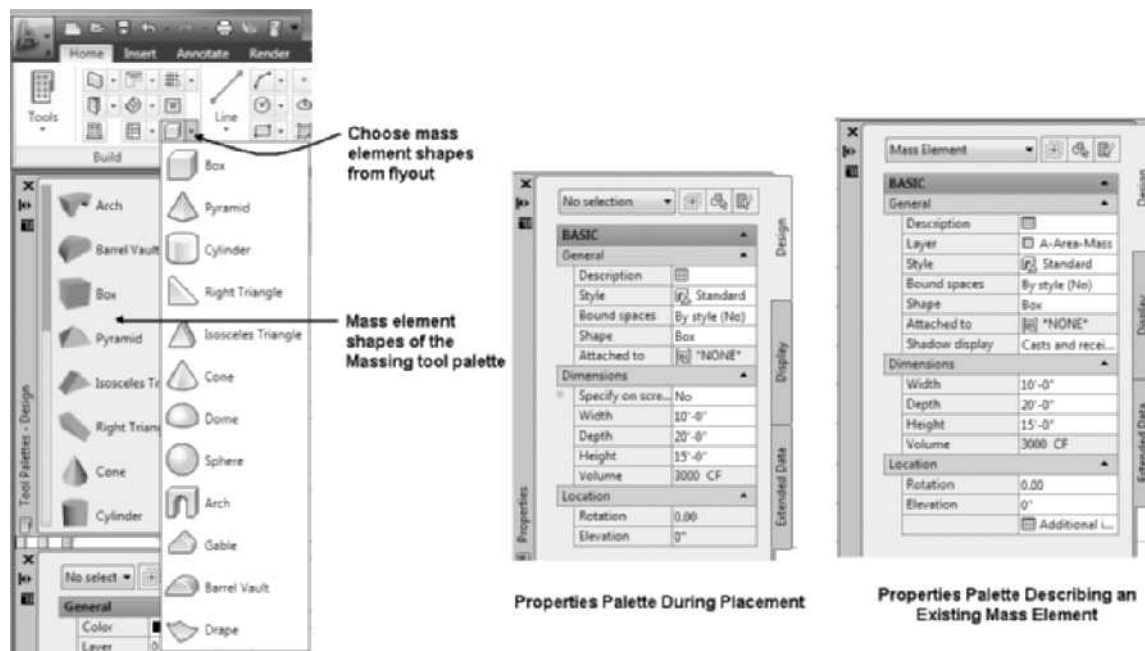 Home Insert Annotate Render
Tools
Line
Build
Choose mass
element shapes
from flyout
Box
Pyramid
Cylinder
Right Triangle
Isosceles Triangle
Cone
Dome
Sphere
Arch
Gable
Barrel Vault
Drape
Arch
Barrel Vault
Box
Pyramid
Isosceles Tr
Right Triang
Cone
Cylinder
Tool Palettes - Design
Mass element
shapes of the
Massing tool palette
No select
General
Color
Layer 0
No selection
BASIC
General
Description
Style Standard
Bound spaces By style (No)
Shape Box
Attached to *NONE*
Dimensions
Specify on scre... No
Width 10'-0"
Depth 20'-0"
Height 15'-0"
Volume 3000 CF
Location
Rotation 0.00
Elevation 0"
Design
Display
Extended Data
Properties
Properties Palette During Placement
Mass Element
BASIC
General
Description
Layer A-Area-Mass
Style Standard
Bound spaces By style (No)
Shape Box
Attached to *NONE*
Shadow display Casts and recei...
Dimensions
Width 10'-0"
Depth 20'-0"
Height 15'-0"
Volume 3000 CF
Location
Rotation 0.00
Elevation 0"
Additional i...
Design
Display
Extended Data
Properties Palette Describing an
Existing Mass Element